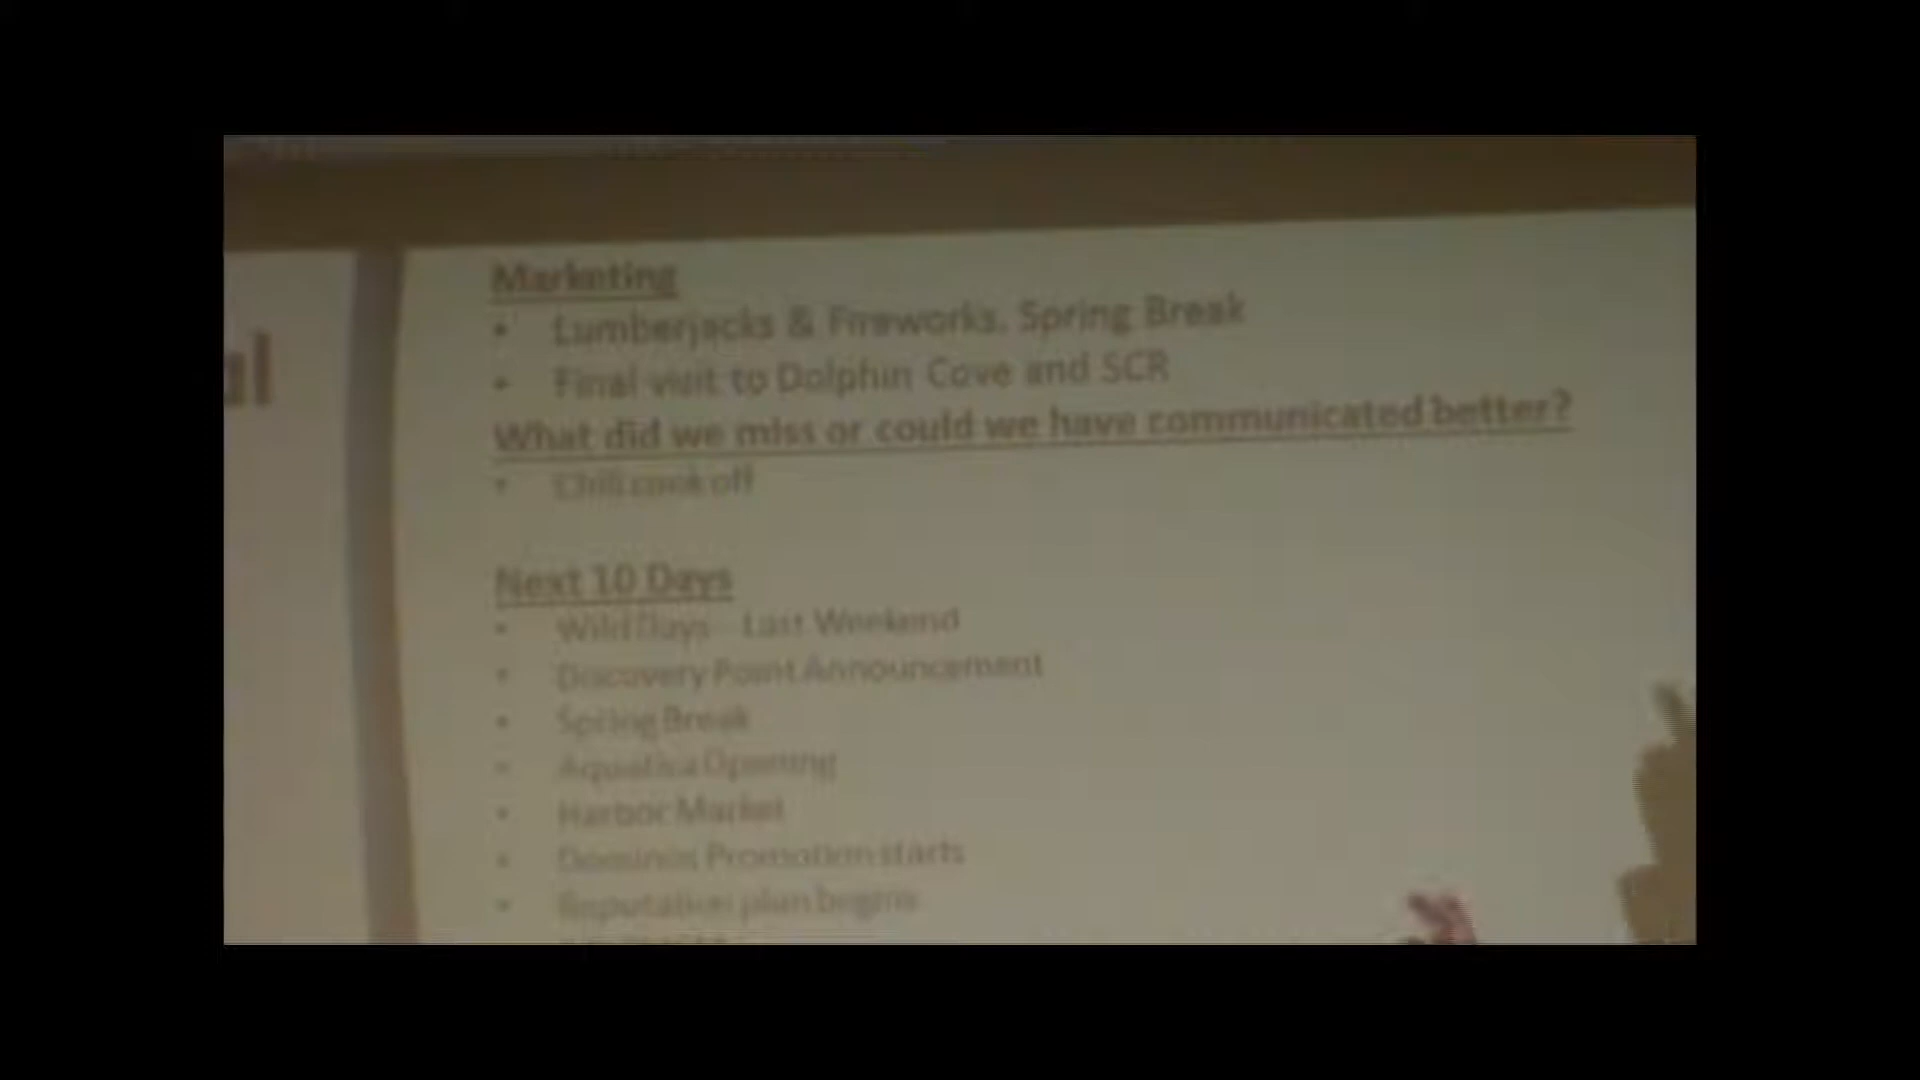 al
Marketing
• Lumberjacks & Fireworks, Spring Break
• Final visit to Dolphin Cove and SCR
What did we miss or could we have communicated better?
• Chili cook off
Next 10 Days
• Wild Days - Last Weekend
• Discovery Point Announcement
• Spring Break
• Aquatica Opening
• Harbor Market
• Dominos Promotion starts
• Reputation plan begins